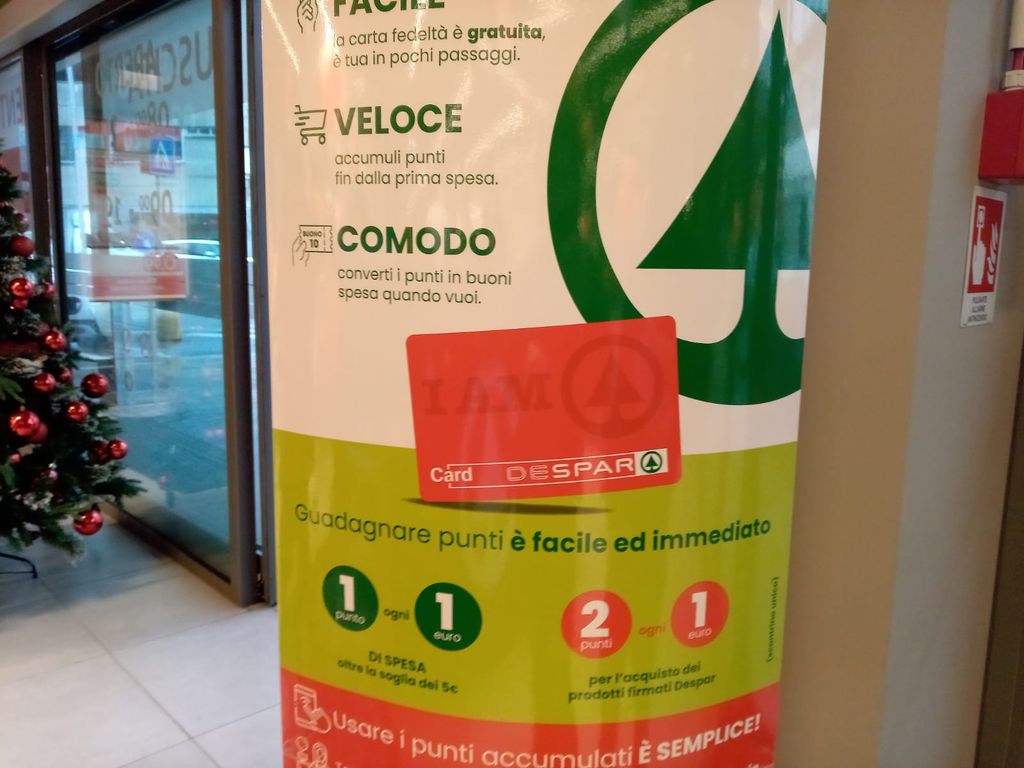 FACILE
la carta fedeltà è gratuita,
è tua in pochi passaggi.
VELOCE
accumuli punti
fin dalla prima spesa.
BUONO
10
COMODO
converti i punti in buoni
spesa quando vuoi.
I AM
Card DESPAR
Guadagnare punti è facile ed immediato
1 punto ogni 1 euro
DI SPESA
oltre la soglia dei 5€
2 punti ogni 1 euro
per l'acquisto dei
prodotti firmati Despar
(scontrino unico)
Usare i punti accumulati È SEMPLICE!
PULSANTE
ALLARME
ANTINCENDIO